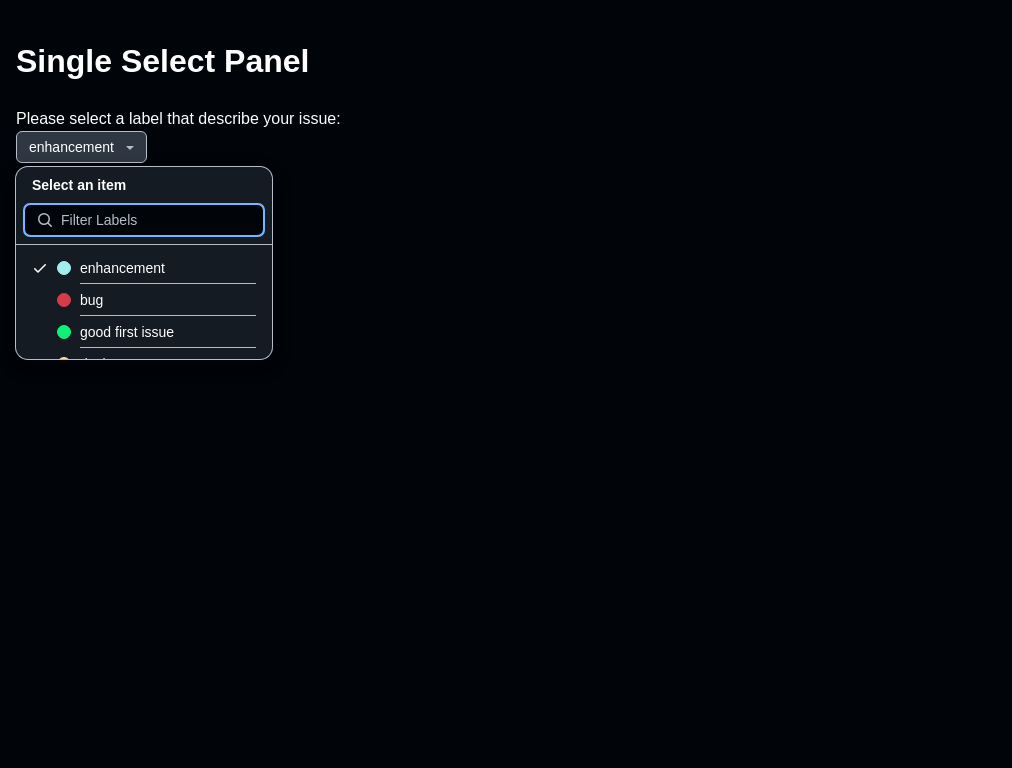 Single Select Panel
Please select a label that describe your issue:
enhancement
Select an item
Filter Labels
enhancement
bug
good first issue